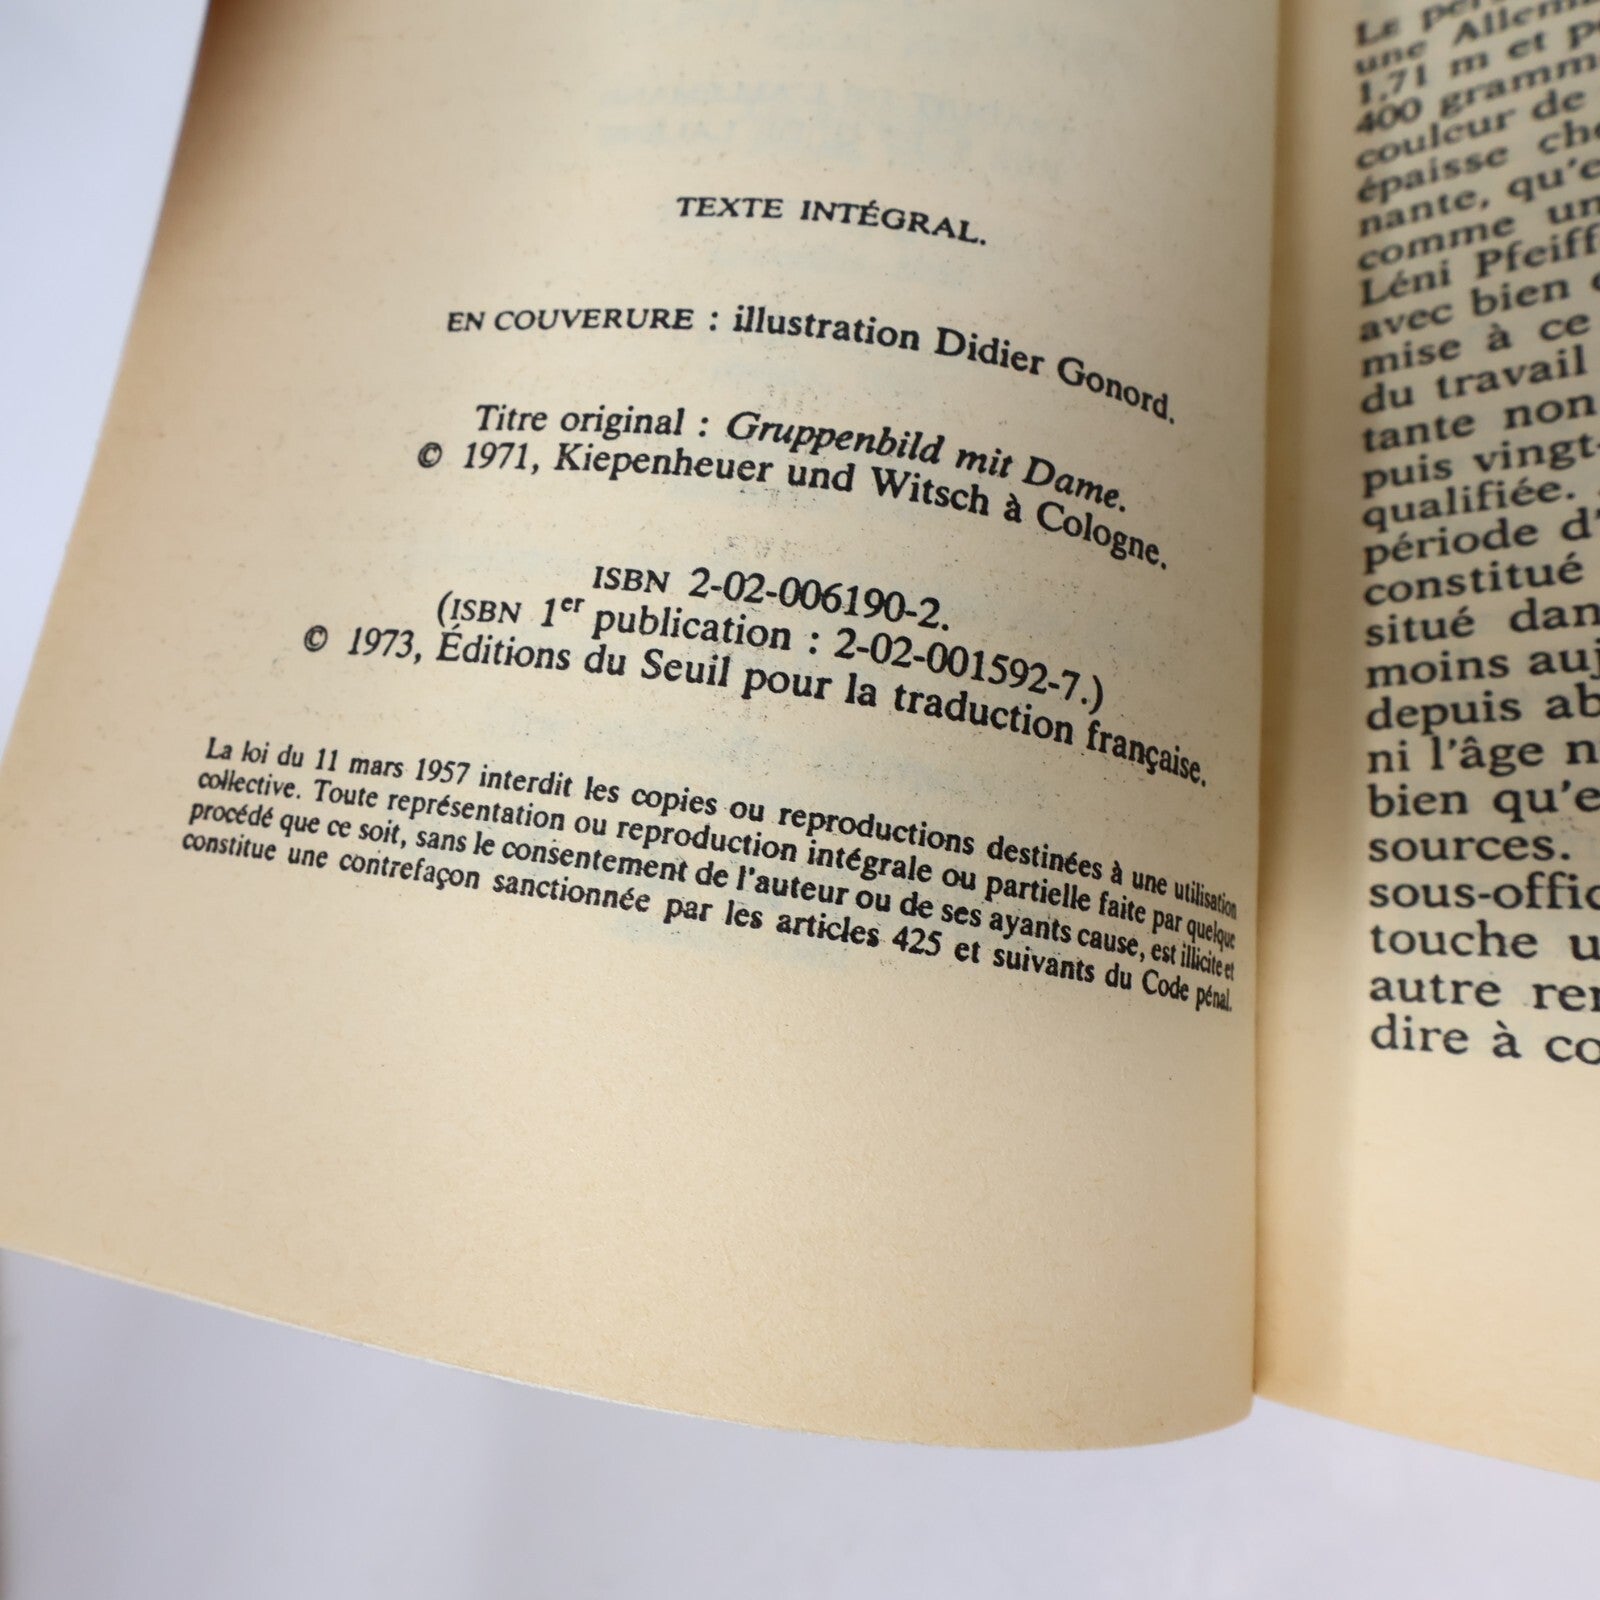 TEXTE INTÉGRAL.
EN COUVERURE : illustration Didier Gonord.
Titre original : Gruppenbild mit Dame.
© 1971, Kiepenheuer und Witsch à Cologne.
ISBN 2-02-006190-2.
(ISBN 1er publication : 2-02-001592-7.)
© 1973, Éditions du Seuil pour la traduction française.
La loi du 11 mars 1957 interdit les copies ou reproductions destinées à une utilisation
collective. Toute représentation ou reproduction intégrale ou partielle faite par quelque
procédé que ce soit, sans le consentement de l'auteur ou de ses ayants cause, est illicite et
constitue une contrefaçon sanctionnée par les articles 425 et suivants du Code pénal.
Le
une Allem
1,71 m et
400 gramm
couleur de
épaisse
nante, qu'e
comme un
Léni Pfeiff
avec bien
mise à ce
du travail
tante non
puis vingt-
qualifiée.
période d'
constitué
situé dan
moins auj
depuis ab
ni l'âge n
bien qu'e
sources.
sous-offic
touche u
autre ren
dire à co